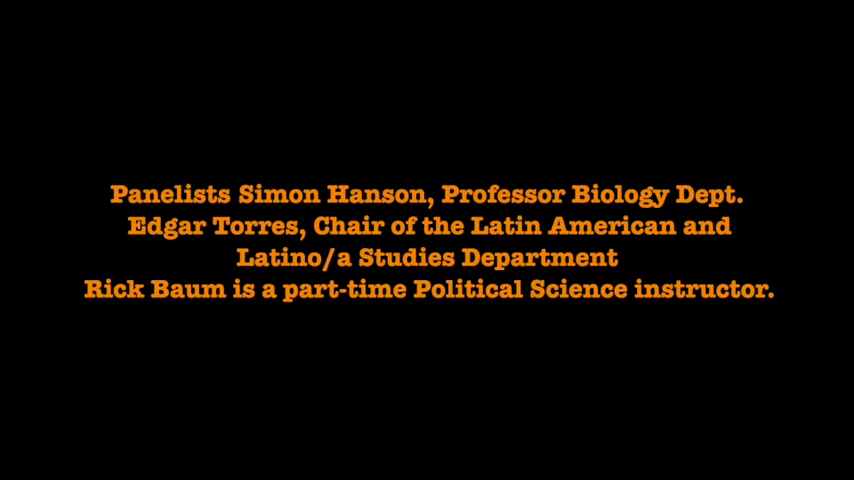 Panelists Simon Hanson, Professor Biology Dept.
Edgar Torres, Chair of the Latin American and
Latino/a Studies Department
Rick Baum is a part-time Political Science instructor.